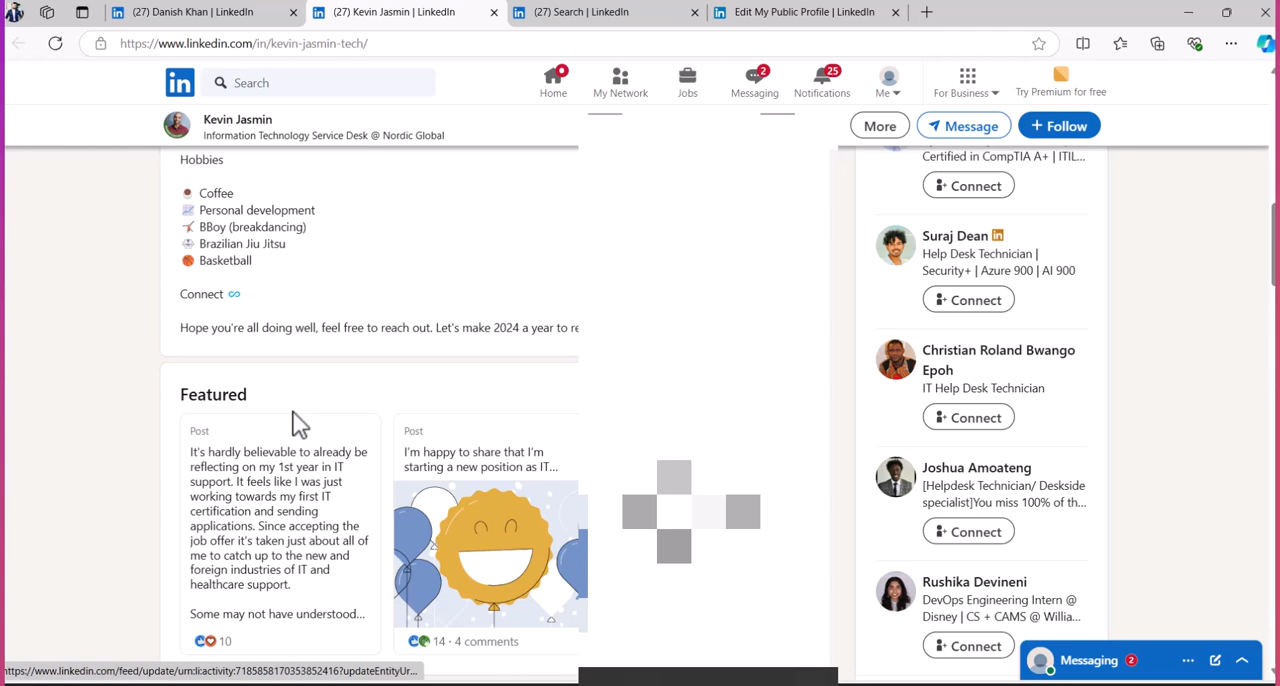 (27) Danish Khan | LinkedIn
(27) Kevin Jasmin | LinkedIn
(27) Search | LinkedIn
Edit My Public Profile | LinkedIn
https://www.linkedin.com/in/kevin-jasmin-tech/
in
Search
Home
My Network
Jobs
2
Messaging
25
Notifications
Me
For Business
Try Premium for free
Kevin Jasmin
Information Technology Service Desk @ Nordic Global
More
Message
+ Follow
Hobbies
Coffee
Personal development
BBoy (breakdancing)
Brazilian Jiu Jitsu
Basketball
Connect
Hope you're all doing well, feel free to reach out. Let's make 2024 a year to re
Featured
Post
It's hardly believable to already be
reflecting on my 1st year in IT
support. It feels like I was just
working towards my first IT
certification and sending
applications. Since accepting the
job offer it's taken just about all of
me to catch up to the new and
foreign industries of IT and
healthcare support.
Some may not have understood...
10
Post
I'm happy to share that I'm
starting a new position as IT...
14 · 4 comments
Certified in CompTIA A+ | ITIL...
Connect
Suraj Dean
Help Desk Technician |
Security+ | Azure 900 | AI 900
Connect
Christian Roland Bwango
Epoh
IT Help Desk Technician
Connect
Joshua Amoateng
[Helpdesk Technician/ Deskside
specialist]You miss 100% of th...
Connect
Rushika Devineni
DevOps Engineering Intern @
Disney | CS + CAMS @ Willia...
Connect
Messaging 2
https://www.linkedin.com/feed/update/urn:li:activity:7185858170353852416?updateEntityUr...